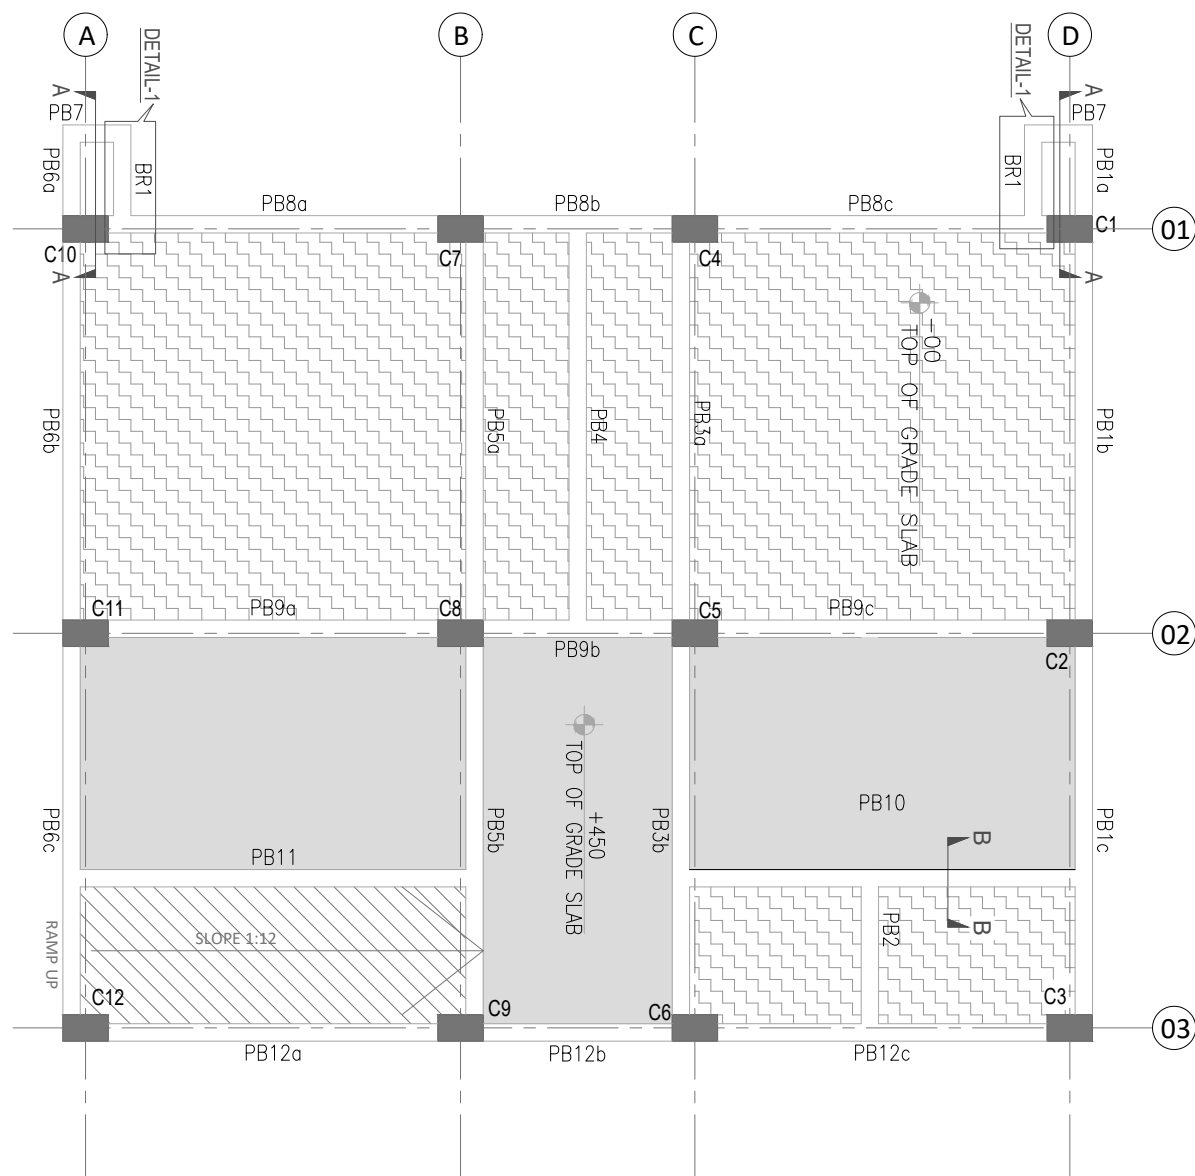 A
B
C
D
DETAIL-1
DETAIL-1
A
A
PB7
PB7
PB6a
BR1
BR1
PB1a
PB8a
PB8b
PB8c
C1
01
C10
C7
C4
A
A
-00
TOP OF GRADE SLAB
PB6b
PB5a
PB4
PB3a
PB1b
C11
PB9a
C8
C5
PB9c
02
PB9b
C2
+450
TOP OF GRADE SLAB
PB10
PB6c
PB5b
PB3b
PB1c
B
PB11
PB2
B
RAMP UP
SLOPE 1:12
C12
C9
C6
C3
03
PB12a
PB12b
PB12c